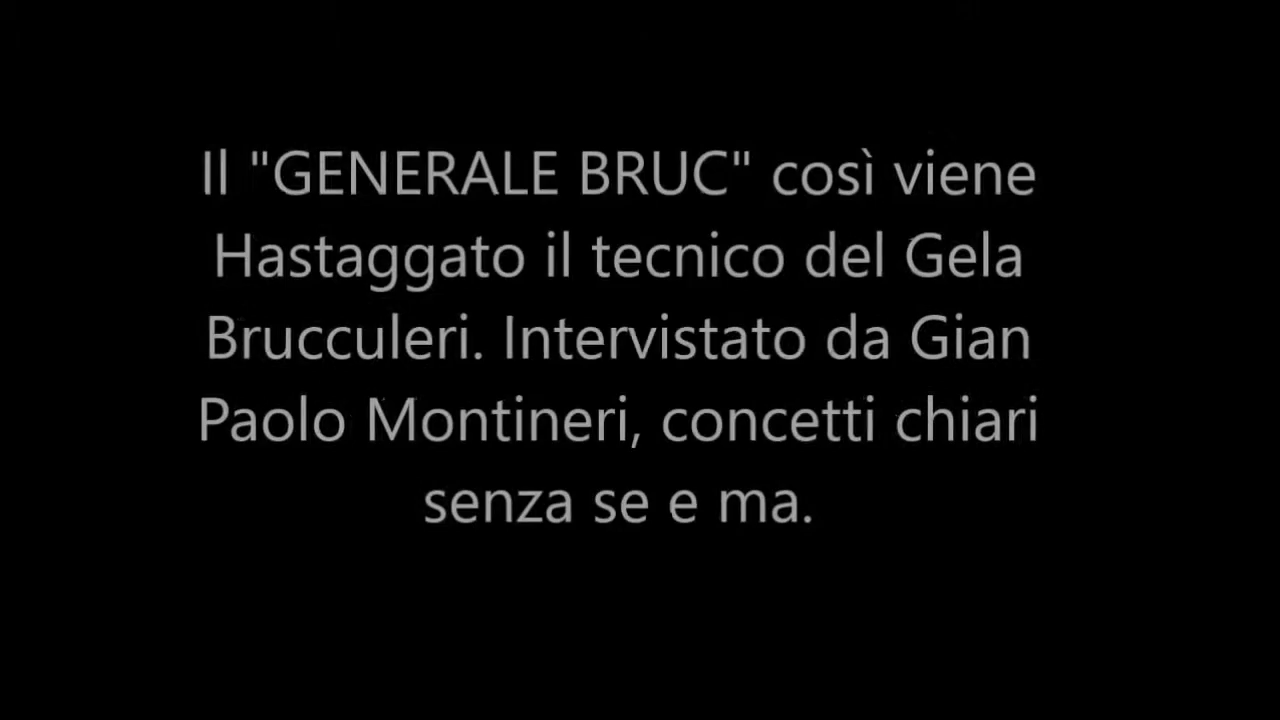 Il "GENERALE BRUC" così viene
Hastaggato il tecnico del Gela
Brucculeri. Intervistato da Gian
Paolo Montineri, concetti chiari
senza se e ma.